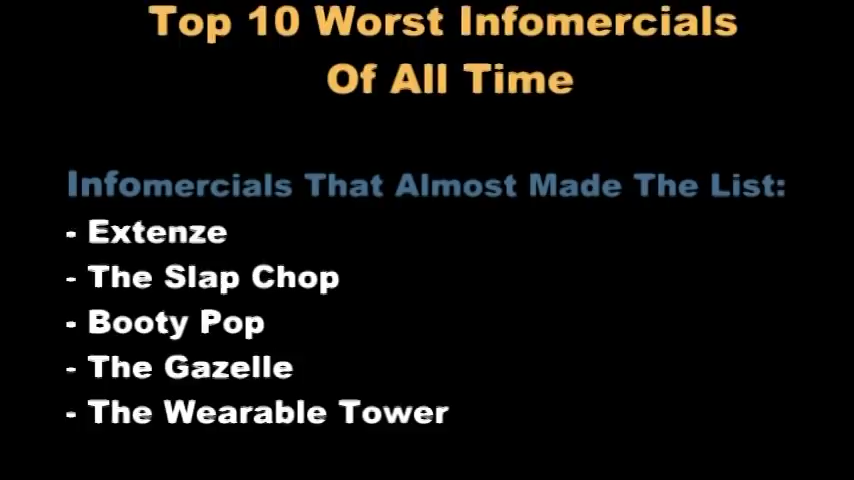 Top 10 Worst Infomercials
Of All Time
Infomercials That Almost Made The List:
- Extenze
- The Slap Chop
- Booty Pop
- The Gazelle
- The Wearable Tower